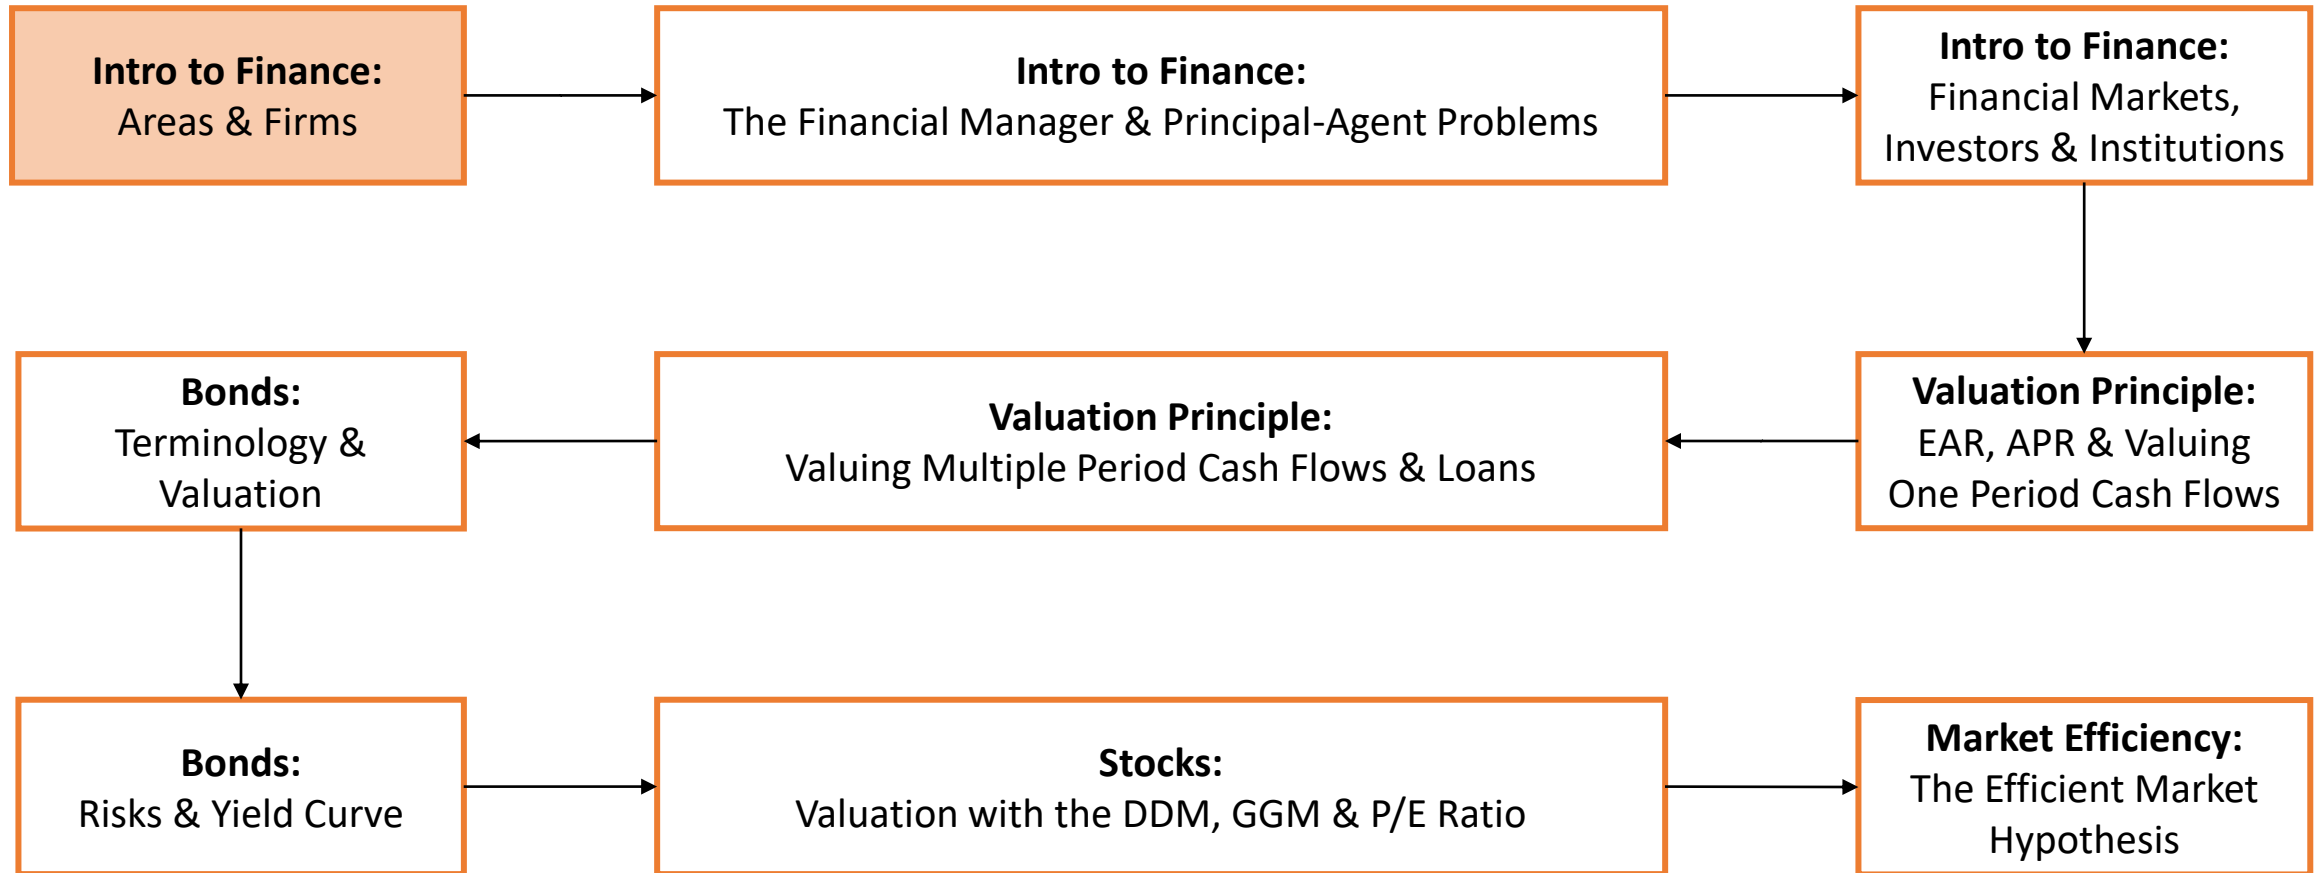 Intro to Finance:
Areas & Firms
Intro to Finance:
The Financial Manager & Principal-Agent Problems
Intro to Finance:
Financial Markets,
Investors & Institutions
Valuation Principle:
EAR, APR & Valuing
One Period Cash Flows
Valuation Principle:
Valuing Multiple Period Cash Flows & Loans
Bonds:
Terminology &
Valuation
Bonds:
Risks & Yield Curve
Stocks:
Valuation with the DDM, GGM & P/E Ratio
Market Efficiency:
The Efficient Market
Hypothesis